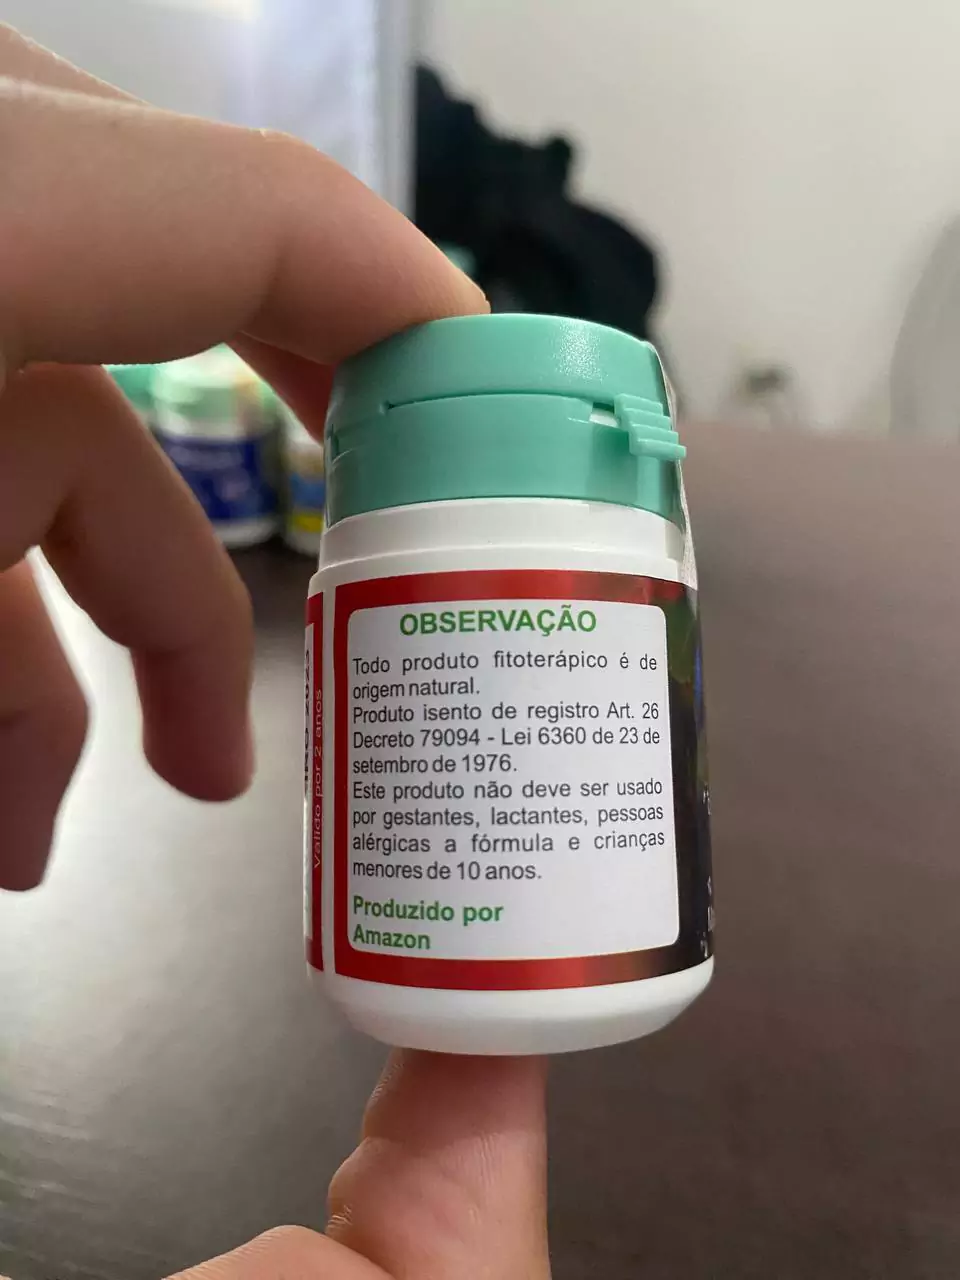 OBSERVAÇÃO
Todo produto fitoterápico é de
origem natural.
Produto isento de registro Art. 26
Decreto 79094 - Lei 6360 de 23 de
setembro de 1976.
Este produto não deve ser usado
por gestantes, lactantes, pessoas
alérgicas a fórmula e crianças
menores de 10 anos.
Produzido por
Amazon
2023
Valido por 2 anos